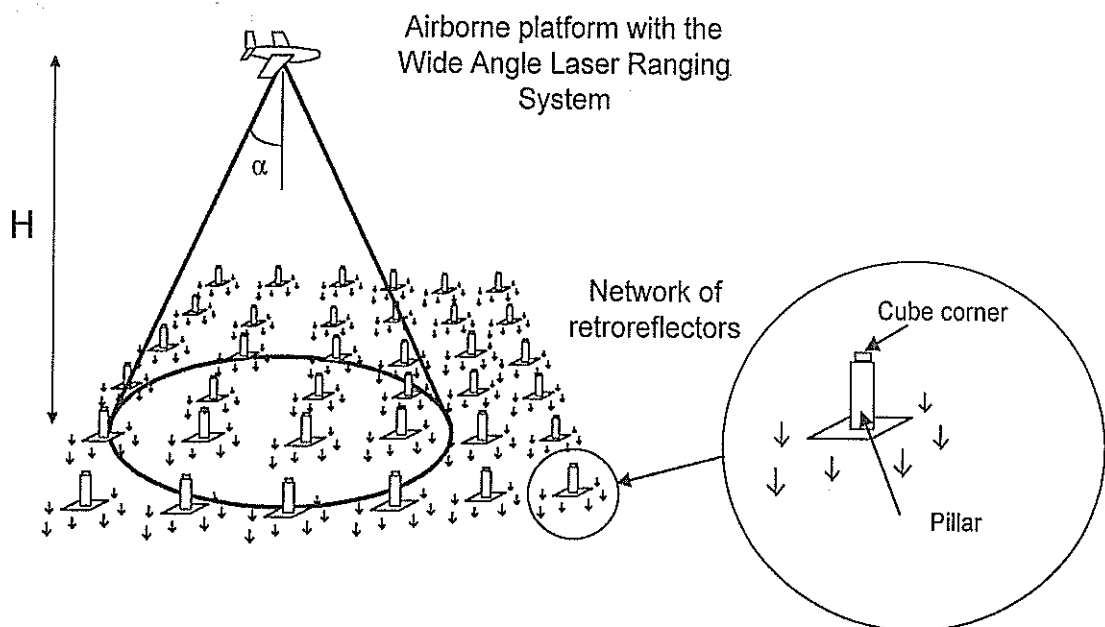 Airborne platform with the
Wide Angle Laser Ranging
System
α
H
Network of
retroreflectors
Cube corner
Pillar